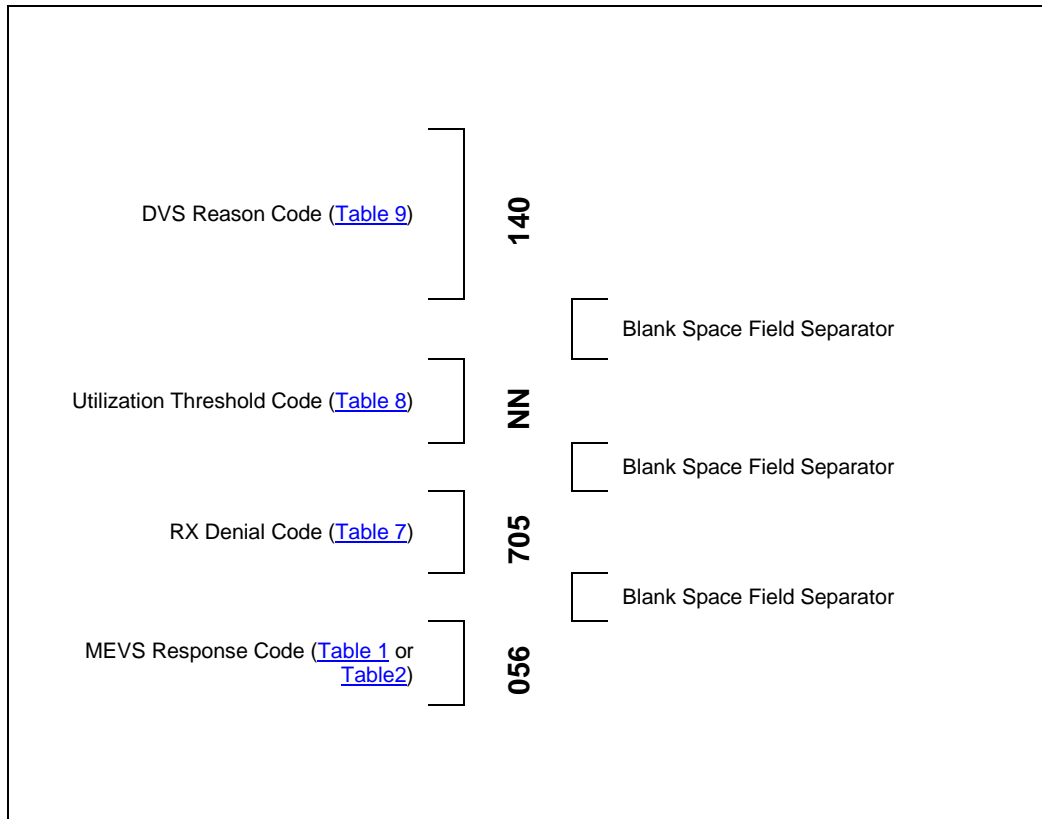 DVS Reason Code (Table 9)
140
Blank Space Field Separator
Utilization Threshold Code (Table 8)
NN
Blank Space Field Separator
RX Denial Code (Table 7)
705
Blank Space Field Separator
MEVS Response Code (Table 1 or
Table2)
056